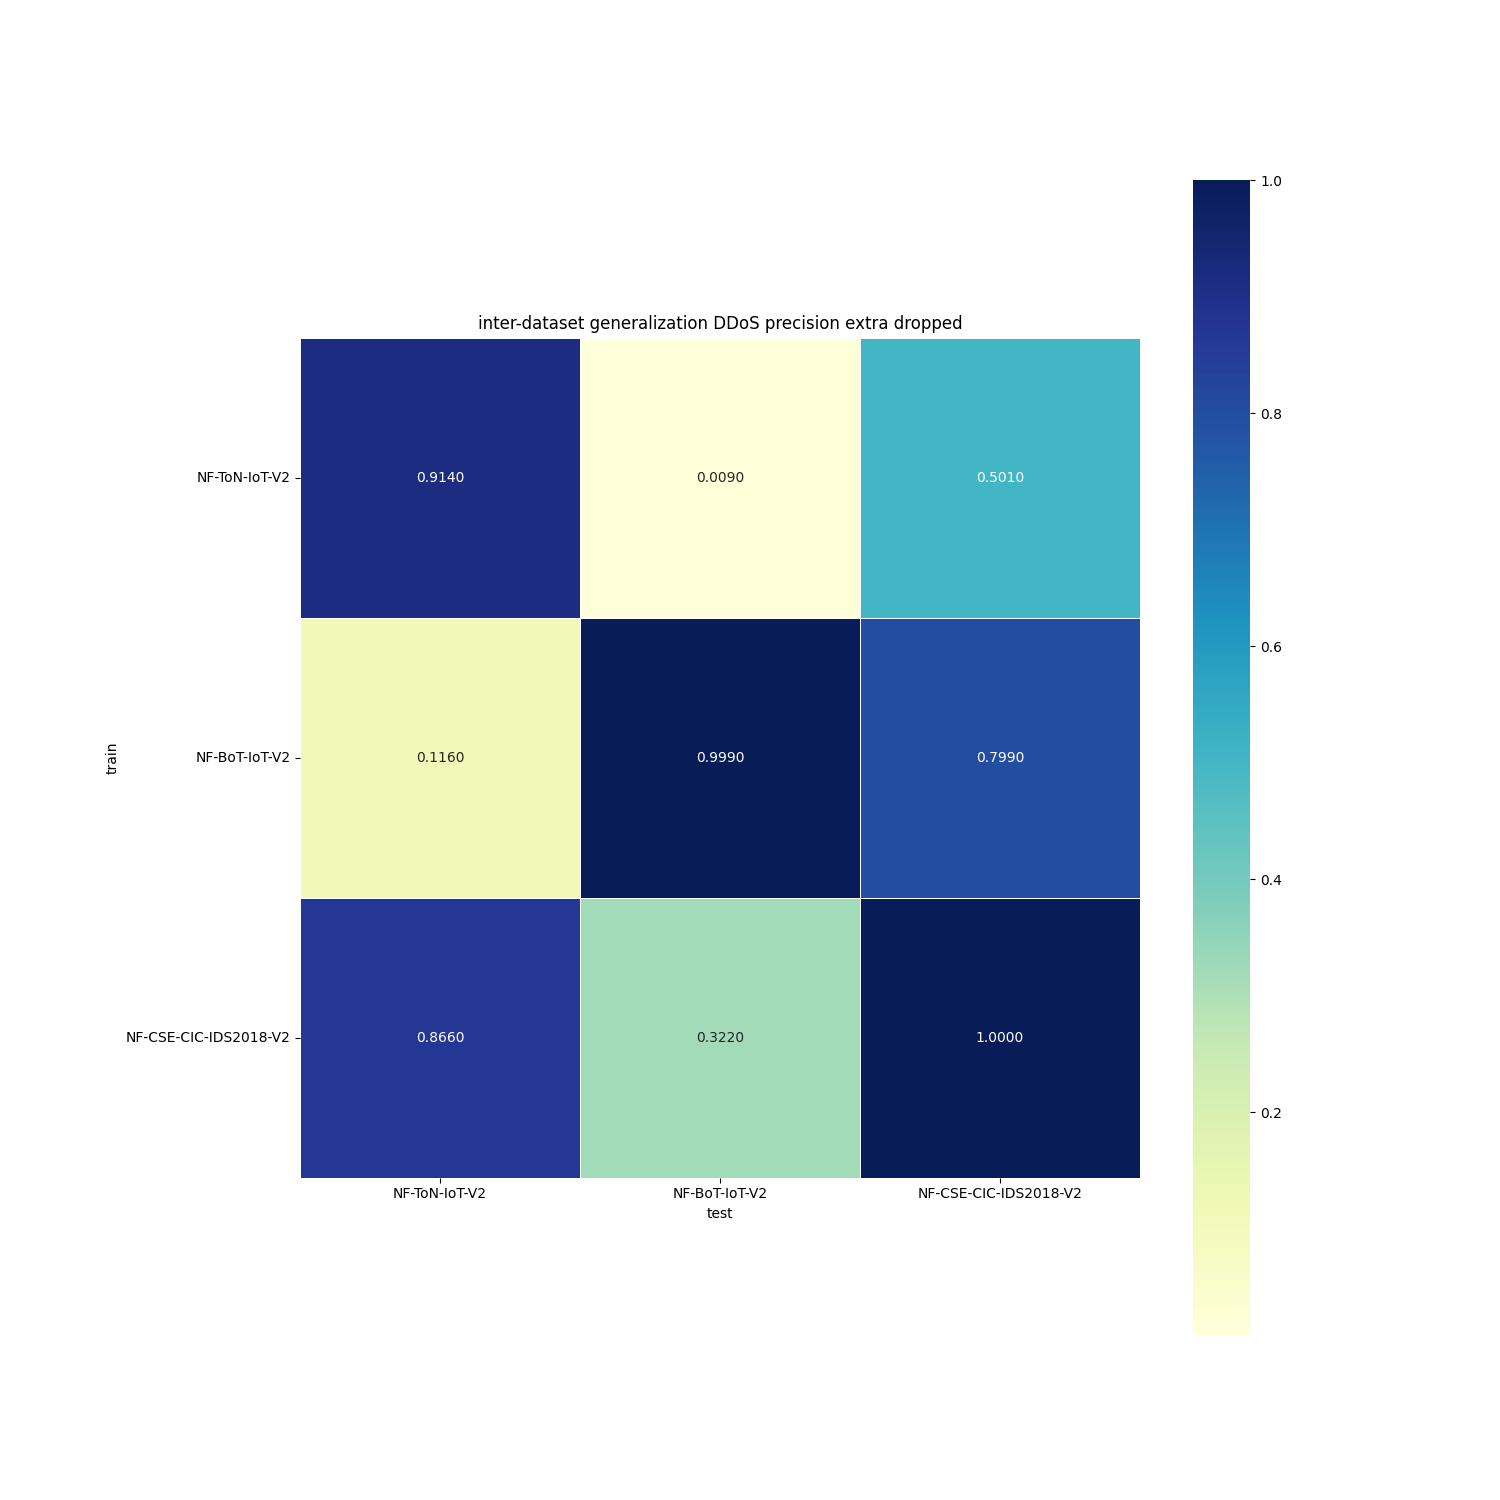 inter-dataset generalization DDoS precision extra dropped
train
NF-ToN-IoT-V2
0.9140 0.0090 0.5010
NF-BoT-IoT-V2
0.1160 0.9990 0.7990
NF-CSE-CIC-IDS2018-V2
0.8660 0.3220 1.0000
NF-ToN-IoT-V2 NF-BoT-IoT-V2 NF-CSE-CIC-IDS2018-V2
test
1.0
0.8
0.6
0.4
0.2